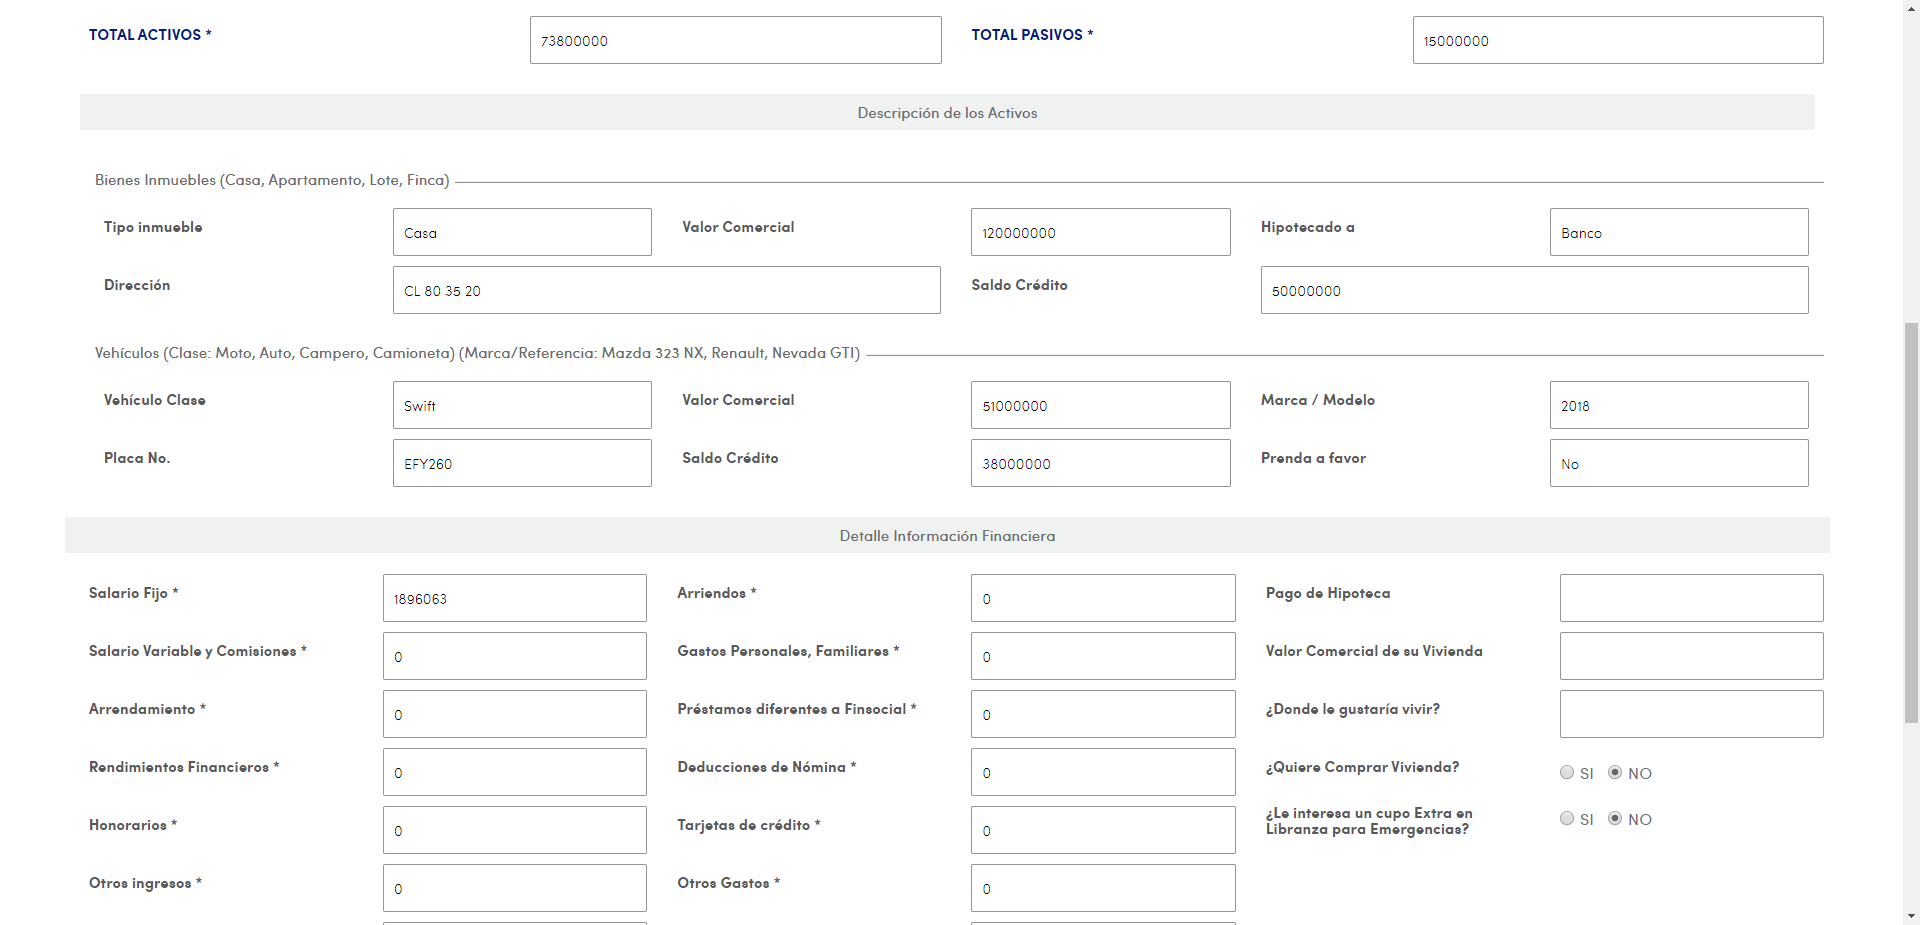 TOTAL ACTIVOS * 73800000 TOTAL PASIVOS * 15000000
Descripción de los Activos
Bienes Inmuebles (Casa, Apartamento, Lote, Finca)
Tipo inmueble Casa Valor Comercial 120000000 Hipotecado a Banco
Dirección CL 80 35 20 Saldo Crédito 50000000
Vehículos (Clase: Moto, Auto, Campero, Camioneta) (Marca/Referencia: Mazda 323 NX, Renault, Nevada GTI)
Vehículo Clase Swift Valor Comercial 51000000 Marca / Modelo 2018
Placa No. EFY260 Saldo Crédito 38000000 Prenda a favor No
Detalle Información Financiera
Salario Fijo * 1896063 Arriendos * 0 Pago de Hipoteca
Salario Variable y Comisiones * 0 Gastos Personales, Familiares * 0 Valor Comercial de su Vivienda
Arrendamiento * 0 Préstamos diferentes a Finsocial * 0 ¿Donde le gustaría vivir?
Rendimientos Financieros * 0 Deducciones de Nómina * 0 ¿Quiere Comprar Vivienda? SI NO
Honorarios * 0 Tarjetas de crédito * 0 ¿Le interesa un cupo Extra en
Libranza para Emergencias? SI NO
Otros ingresos * 0 Otros Gastos * 0